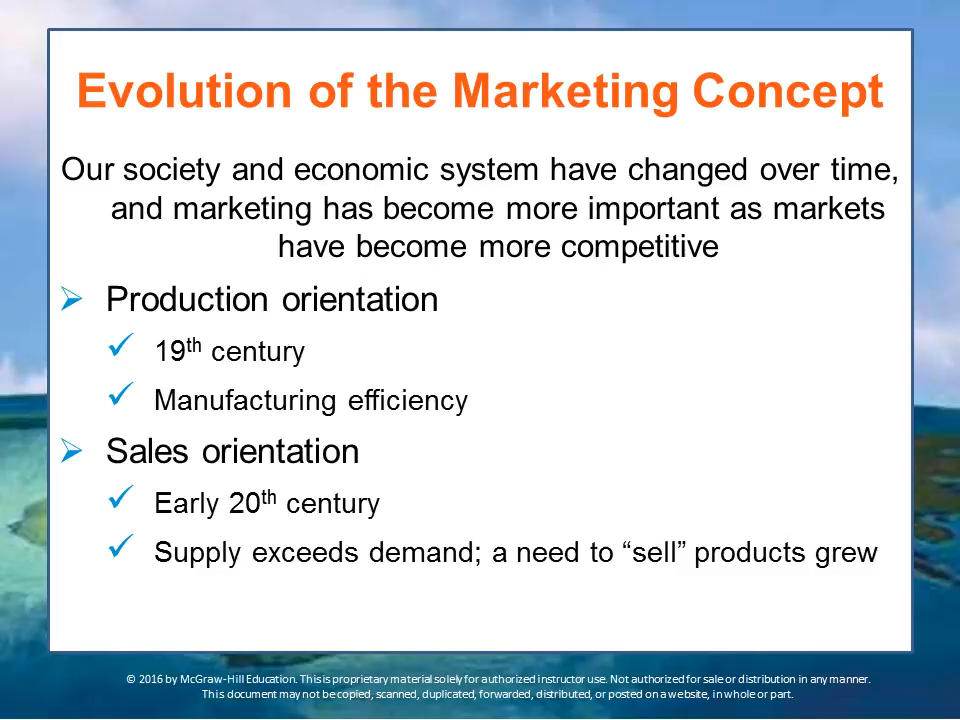 Evolution of the Marketing Concept
Our society and economic system have changed over time,
and marketing has become more important as markets
have become more competitive
Production orientation
19th century
Manufacturing efficiency
Sales orientation
Early 20th century
Supply exceeds demand; a need to “sell” products grew
© 2016 by McGraw-Hill Education. This is proprietary material solely for authorized instructor use. Not authorized for sale or distribution in any manner.
This document may not be copied, scanned, duplicated, forwarded, distributed, or posted on a website, in whole or part.